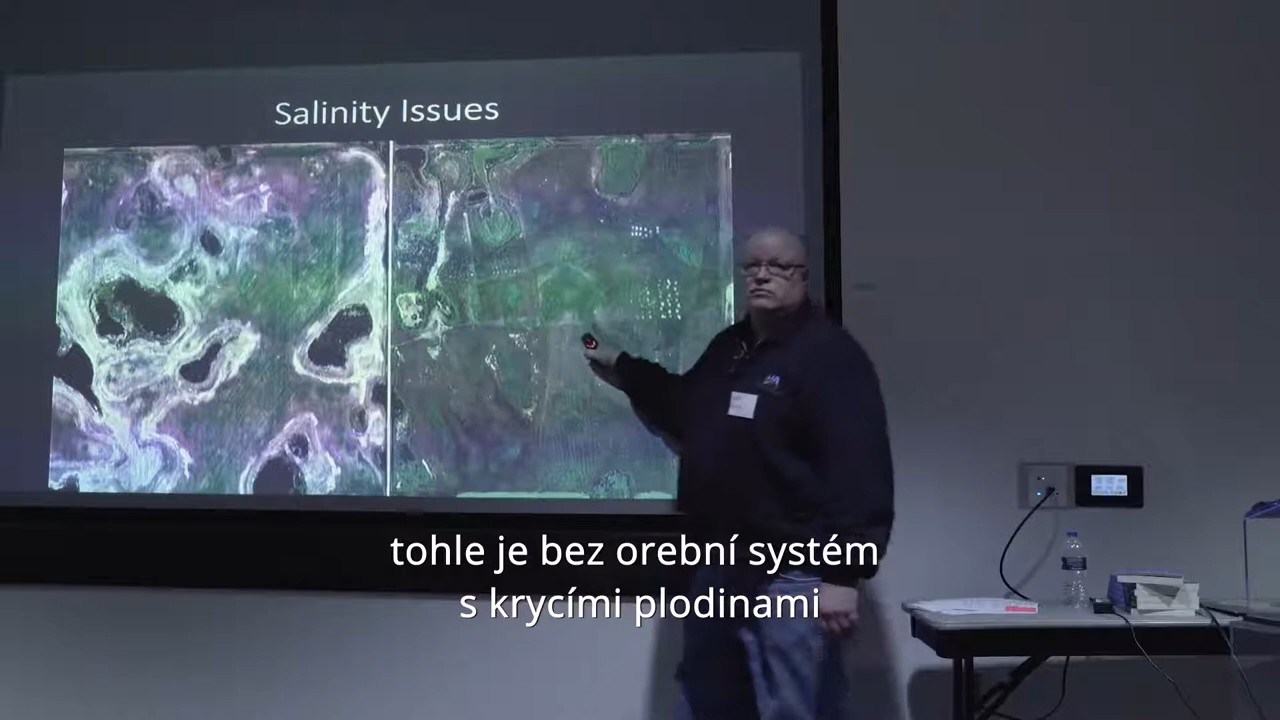 Salinity Issues
tohle je bez orební systém
s krycími plodinami